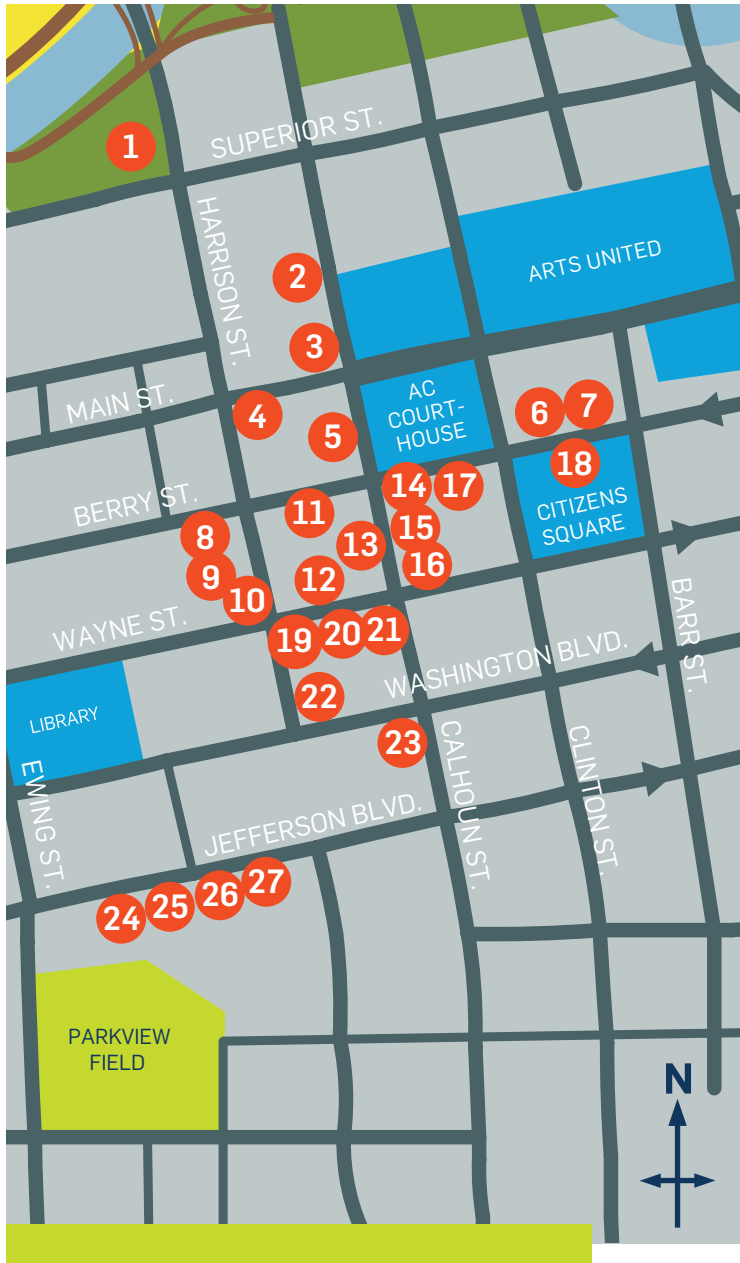 1
SUPERIOR ST.
HARRISON ST.
2
ARTS UNITED
3
MAIN ST.
4
5
AC
COURT-
HOUSE
6
7
BERRY ST.
8
11
14
17
18
CITIZENS
SQUARE
9
10
12
13
15
16
WAYNE ST.
19
20
21
BARR ST.
LIBRARY
22
WASHINGTON BLVD.
23
EWING ST.
JEFFERSON BLVD.
CALHOUN ST.
CLINTON ST.
24
25
26
27
PARKVIEW
FIELD
N